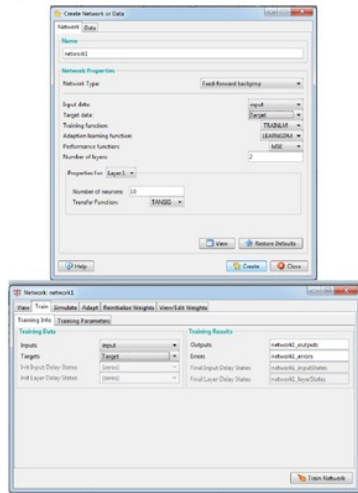 Create Network or Data
Network Data
Name
network1
Network Properties
Network Type: Feed-forward backprop
Input data: input
Target data: Target
Training function: TRAINLM
Adaption learning function: LEARNGDM
Performance function: MSE
Number of layers: 2
Properties for: Layer 1
Number of neurons: 10
Transfer Function: TANSIG
View Restore Defaults
Help Create Close
Network: network1
View Train Simulate Adapt Reinitialize Weights View/Edit Weights
Training Info Training Parameters
Training Data Training Results
Inputs input Outputs network1_outputs
Targets Target Errors network1_errors
Init Input Delay States (zeros) Final Input Delay States network1_inputStates
Init Layer Delay States (zeros) Final Layer Delay States network1_layerStates
Train Network